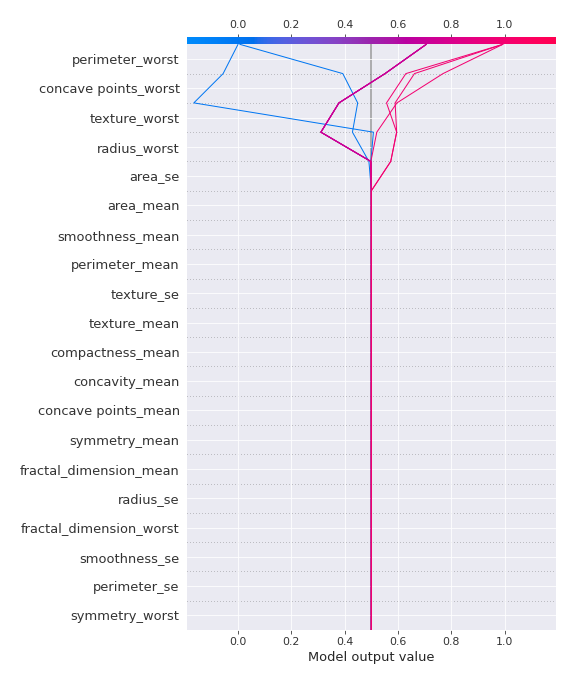 0.0 0.2 0.4 0.6 0.8 1.0
perimeter_worst
concave points_worst
texture_worst
radius_worst
area_se
area_mean
smoothness_mean
perimeter_mean
texture_se
texture_mean
compactness_mean
concavity_mean
concave points_mean
symmetry_mean
fractal_dimension_mean
radius_se
fractal_dimension_worst
smoothness_se
perimeter_se
symmetry_worst
0.0 0.2 0.4 0.6 0.8 1.0
Model output value